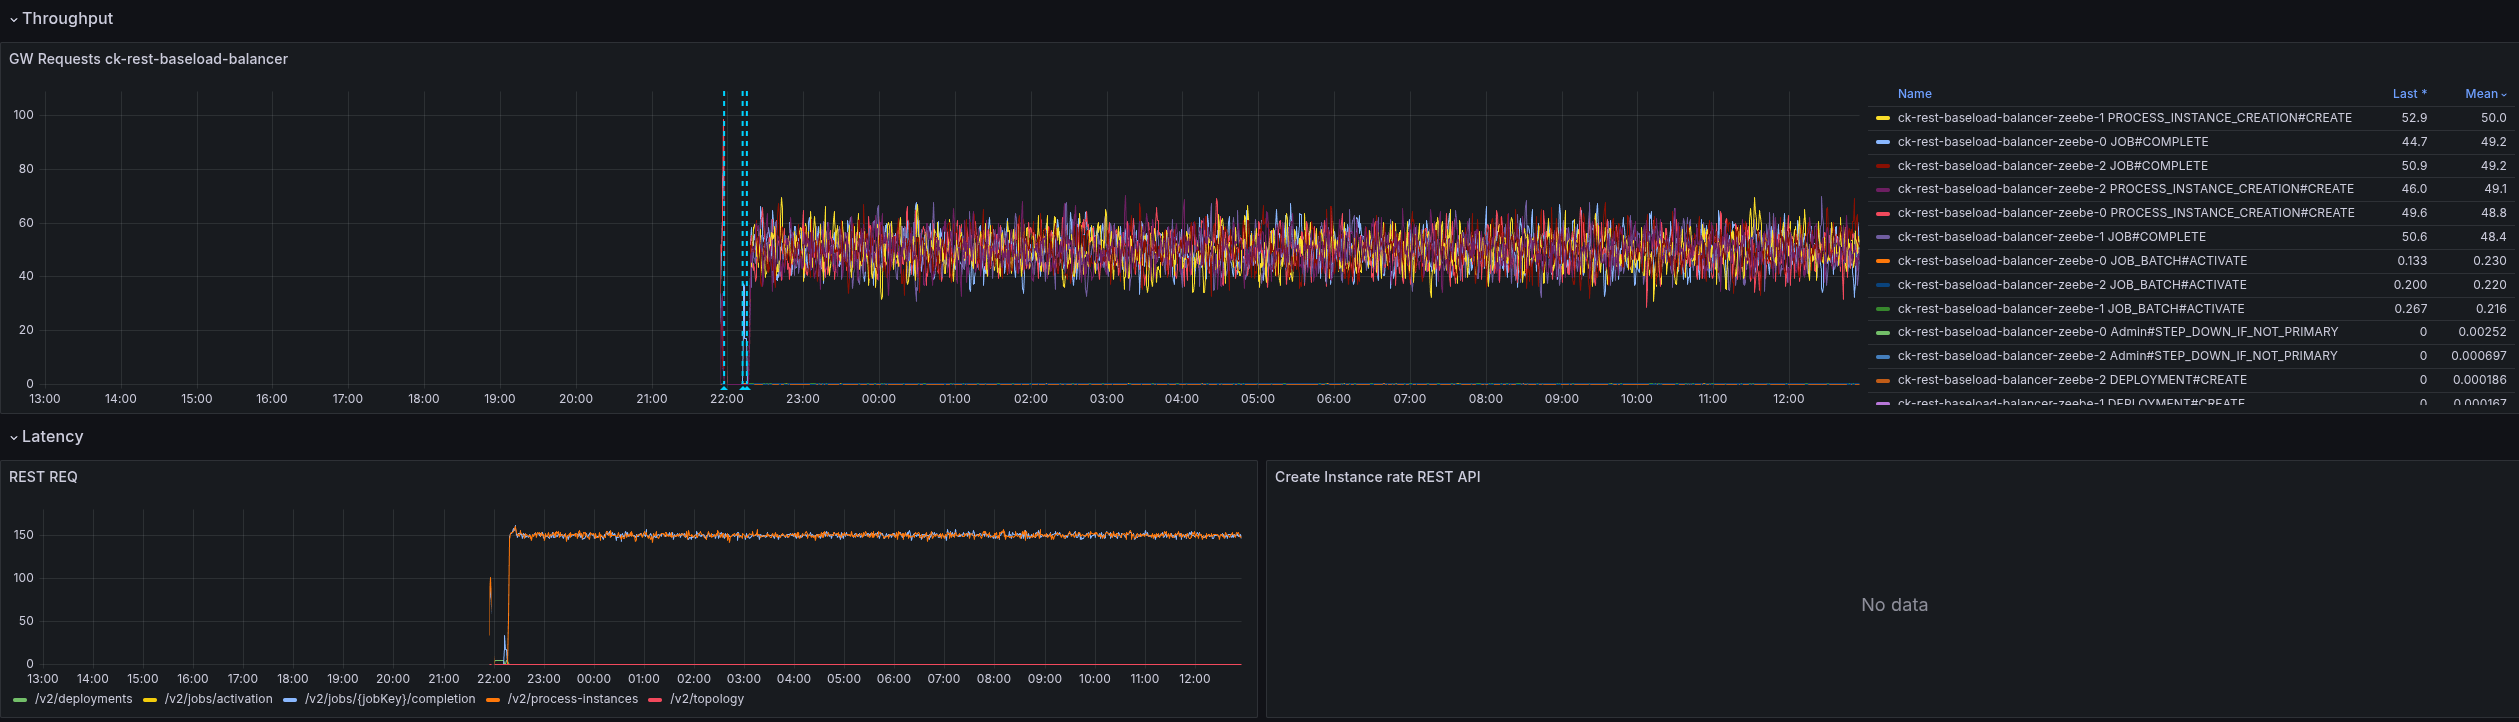 Throughput
GW Requests ck-rest-baseload-balancer
100
80
60
40
20
0
13:00 14:00 15:00 16:00 17:00 18:00 19:00 20:00 21:00 22:00 23:00 00:00 01:00 02:00 03:00 04:00 05:00 06:00 07:00 08:00 09:00 10:00 11:00 12:00
Name Last * Mean
ck-rest-baseload-balancer-zeebe-1 PROCESS_INSTANCE_CREATION#CREATE 52.9 50.0
ck-rest-baseload-balancer-zeebe-0 JOB#COMPLETE 44.7 49.2
ck-rest-baseload-balancer-zeebe-2 JOB#COMPLETE 50.9 49.2
ck-rest-baseload-balancer-zeebe-2 PROCESS_INSTANCE_CREATION#CREATE 46.0 49.1
ck-rest-baseload-balancer-zeebe-0 PROCESS_INSTANCE_CREATION#CREATE 49.6 48.8
ck-rest-baseload-balancer-zeebe-1 JOB#COMPLETE 50.6 48.4
ck-rest-baseload-balancer-zeebe-0 JOB_BATCH#ACTIVATE 0.133 0.230
ck-rest-baseload-balancer-zeebe-2 JOB_BATCH#ACTIVATE 0.200 0.220
ck-rest-baseload-balancer-zeebe-1 JOB_BATCH#ACTIVATE 0.267 0.216
ck-rest-baseload-balancer-zeebe-0 Admin#STEP_DOWN_IF_NOT_PRIMARY 0 0.00252
ck-rest-baseload-balancer-zeebe-2 Admin#STEP_DOWN_IF_NOT_PRIMARY 0 0.000697
ck-rest-baseload-balancer-zeebe-2 DEPLOYMENT#CREATE 0 0.000186
ck-rest-baseload-balancer-zeebe-1 DEPLOYMENT#CREATE 0 0.000167
Latency
REST REQ
150
100
50
0
13:00 14:00 15:00 16:00 17:00 18:00 19:00 20:00 21:00 22:00 23:00 00:00 01:00 02:00 03:00 04:00 05:00 06:00 07:00 08:00 09:00 10:00 11:00 12:00
/v2/deployments /v2/jobs/activation /v2/jobs/{jobKey}/completion /v2/process-instances /v2/topology
Create Instance rate REST API
No data